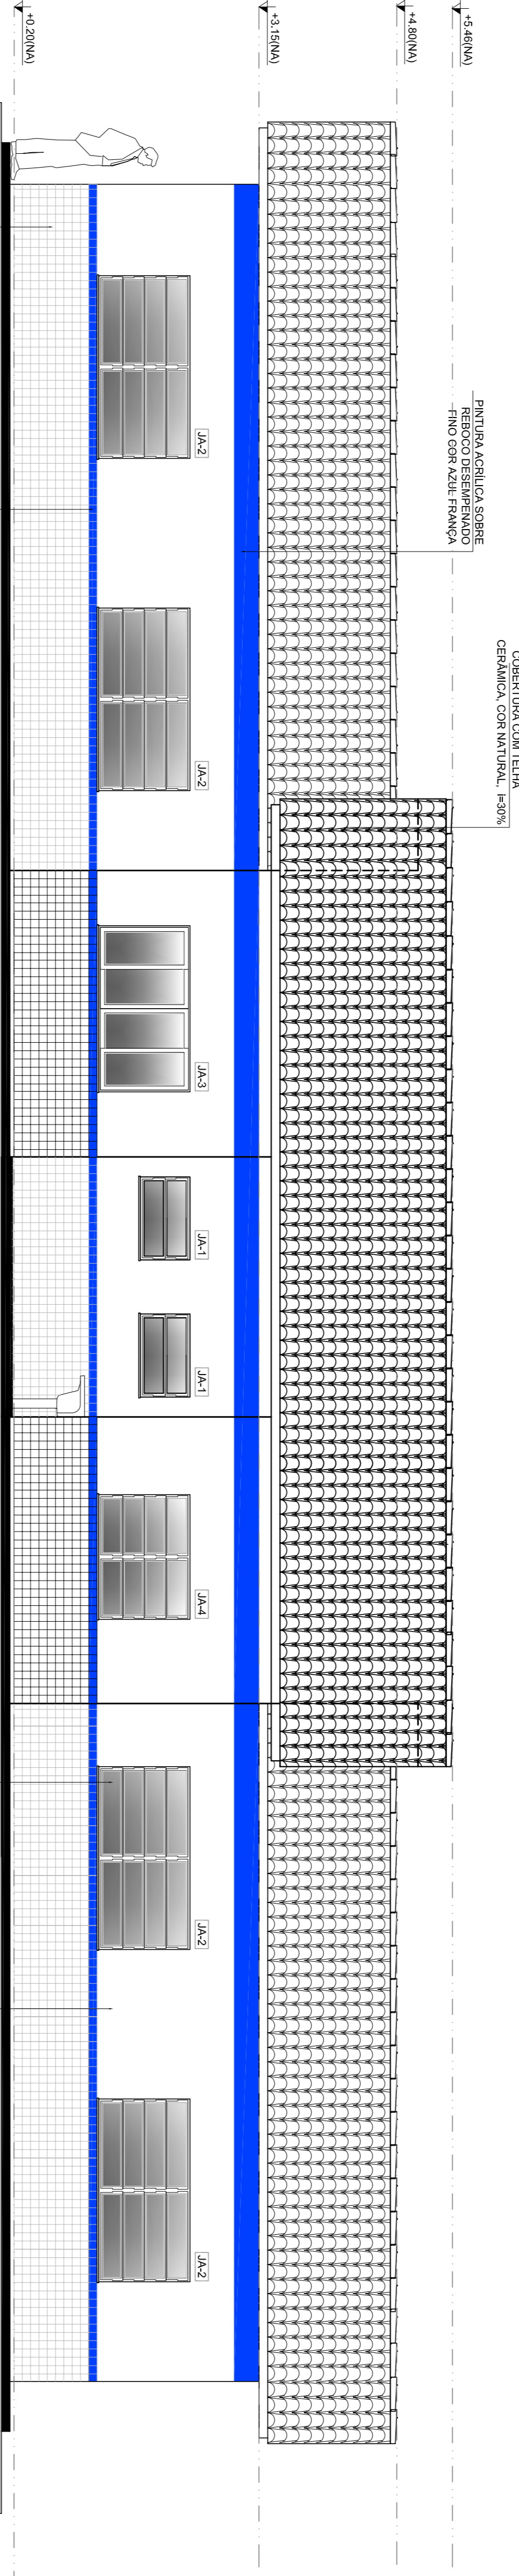 COBERTURA COM TELHA
CERÂMICA, COR NATURAL, i=30%
PINTURA ACRÍLICA SOBRE
REBOCO DESEMPENADO
FINO COR AZUL FRANÇA
+5.46(NA)
+4.80(NA)
+3.15(NA)
+0.20(NA)
JA-2
JA-2
JA-3
JA-1
JA-1
JA-4
JA-2
JA-2